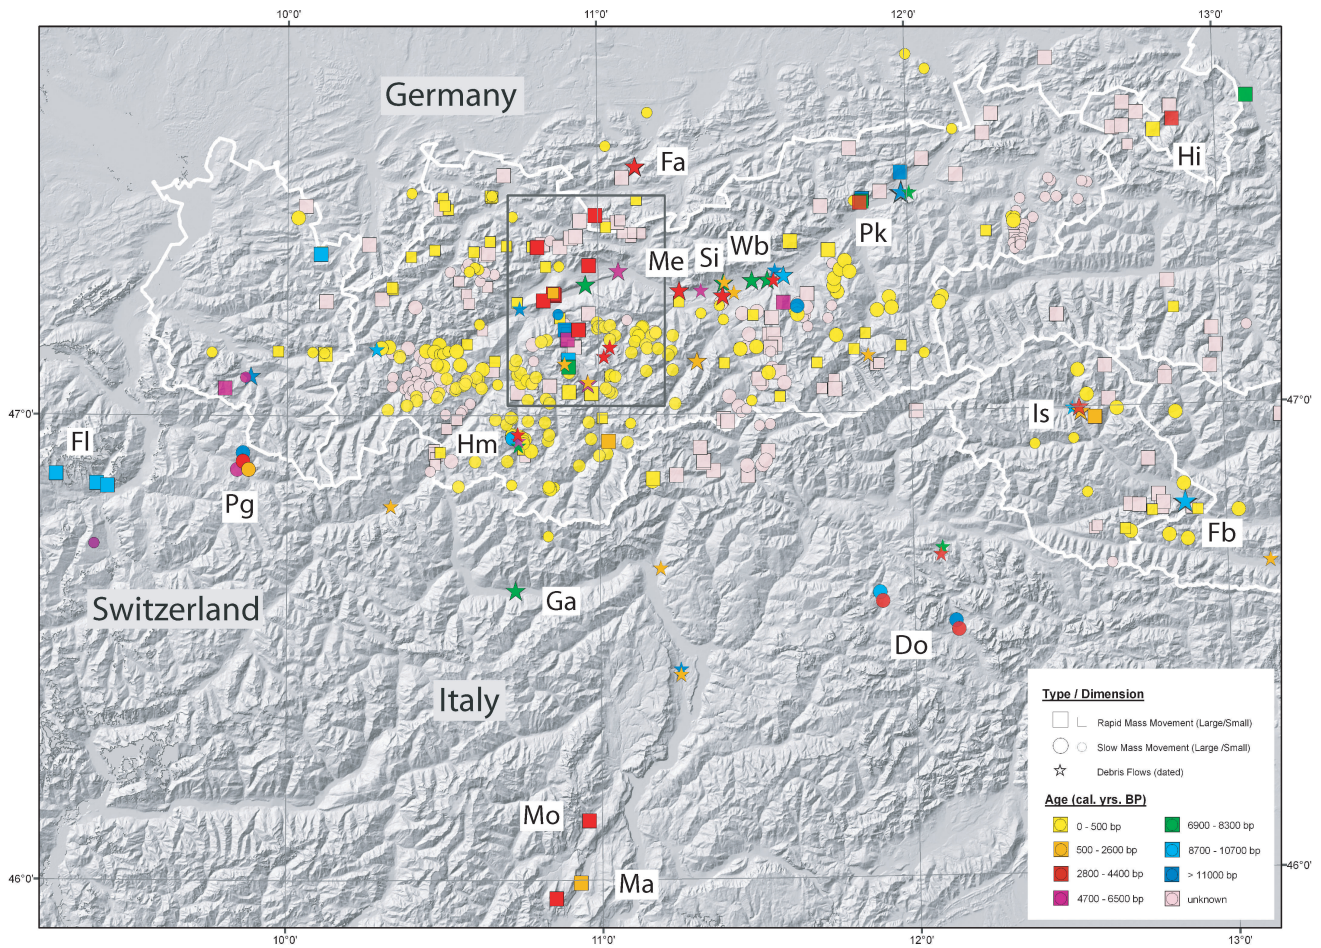 10°0' 11°0' 12°0' 13°0'
Germany
Fa
Hi
Pk
Wb
Si
Me
47°0' 47°0'
Is
Fl
Hm
Pg
Fb
Ga
Switzerland
Do
Italy
Mo
Ma
46°0' 46°0'
Type / Dimension
Rapid Mass Movement (Large/Small)
Slow Mass Movement (Large /Small)
Debris Flows (dated)
Age (cal. yrs. BP)
0 - 500 bp 6900 - 8300 bp
500 - 2600 bp 8700 - 10700 bp
2800 - 4400 bp > 11000 bp
4700 - 6500 bp unknown
10°0' 11°0' 12°0' 13°0'